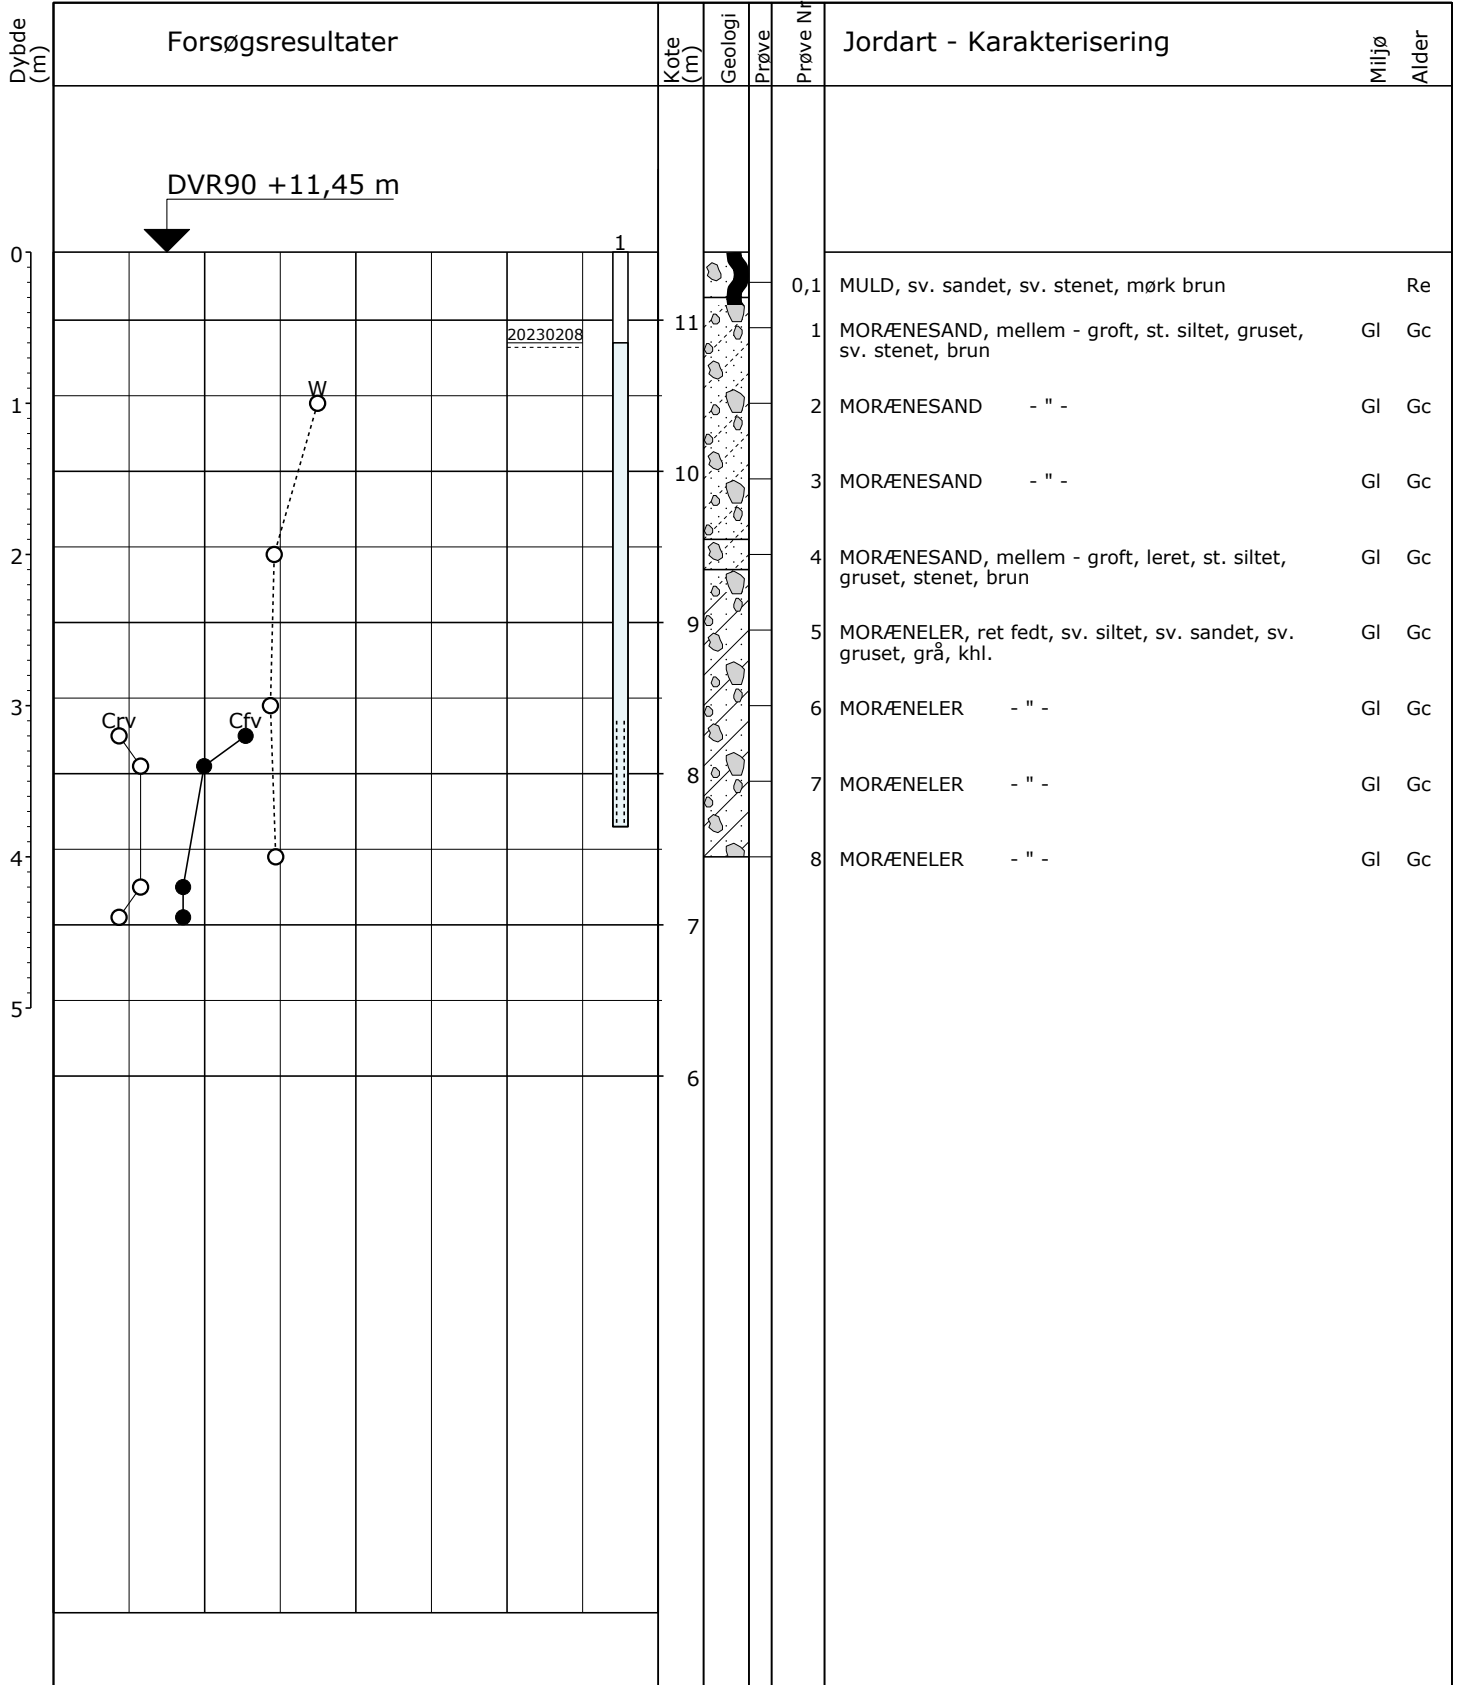 Dybde (m)
Forsøgsresultater
Kote (m)
Geologi
Prøve
Prøve Nr
Jordart - Karakterisering
Miljø
Alder
DVR90 +11,45 m
0
1
0,1 MULD, sv. sandet, sv. stenet, mørk brun Re
11
20230208
1 MORÆNESAND, mellem - groft, st. siltet, gruset, Gl Gc
sv. stenet, brun
W
1
2 MORÆNESAND - " - Gl Gc
10
3 MORÆNESAND - " - Gl Gc
2
4 MORÆNESAND, mellem - groft, leret, st. siltet, Gl Gc
gruset, stenet, brun
9
5 MORÆNELER, ret fedt, sv. siltet, sv. sandet, sv. Gl Gc
gruset, grå, khl.
3
6 MORÆNELER - " - Gl Gc
Crv
Cfv
8
7 MORÆNELER - " - Gl Gc
4
8 MORÆNELER - " - Gl Gc
7
5
6